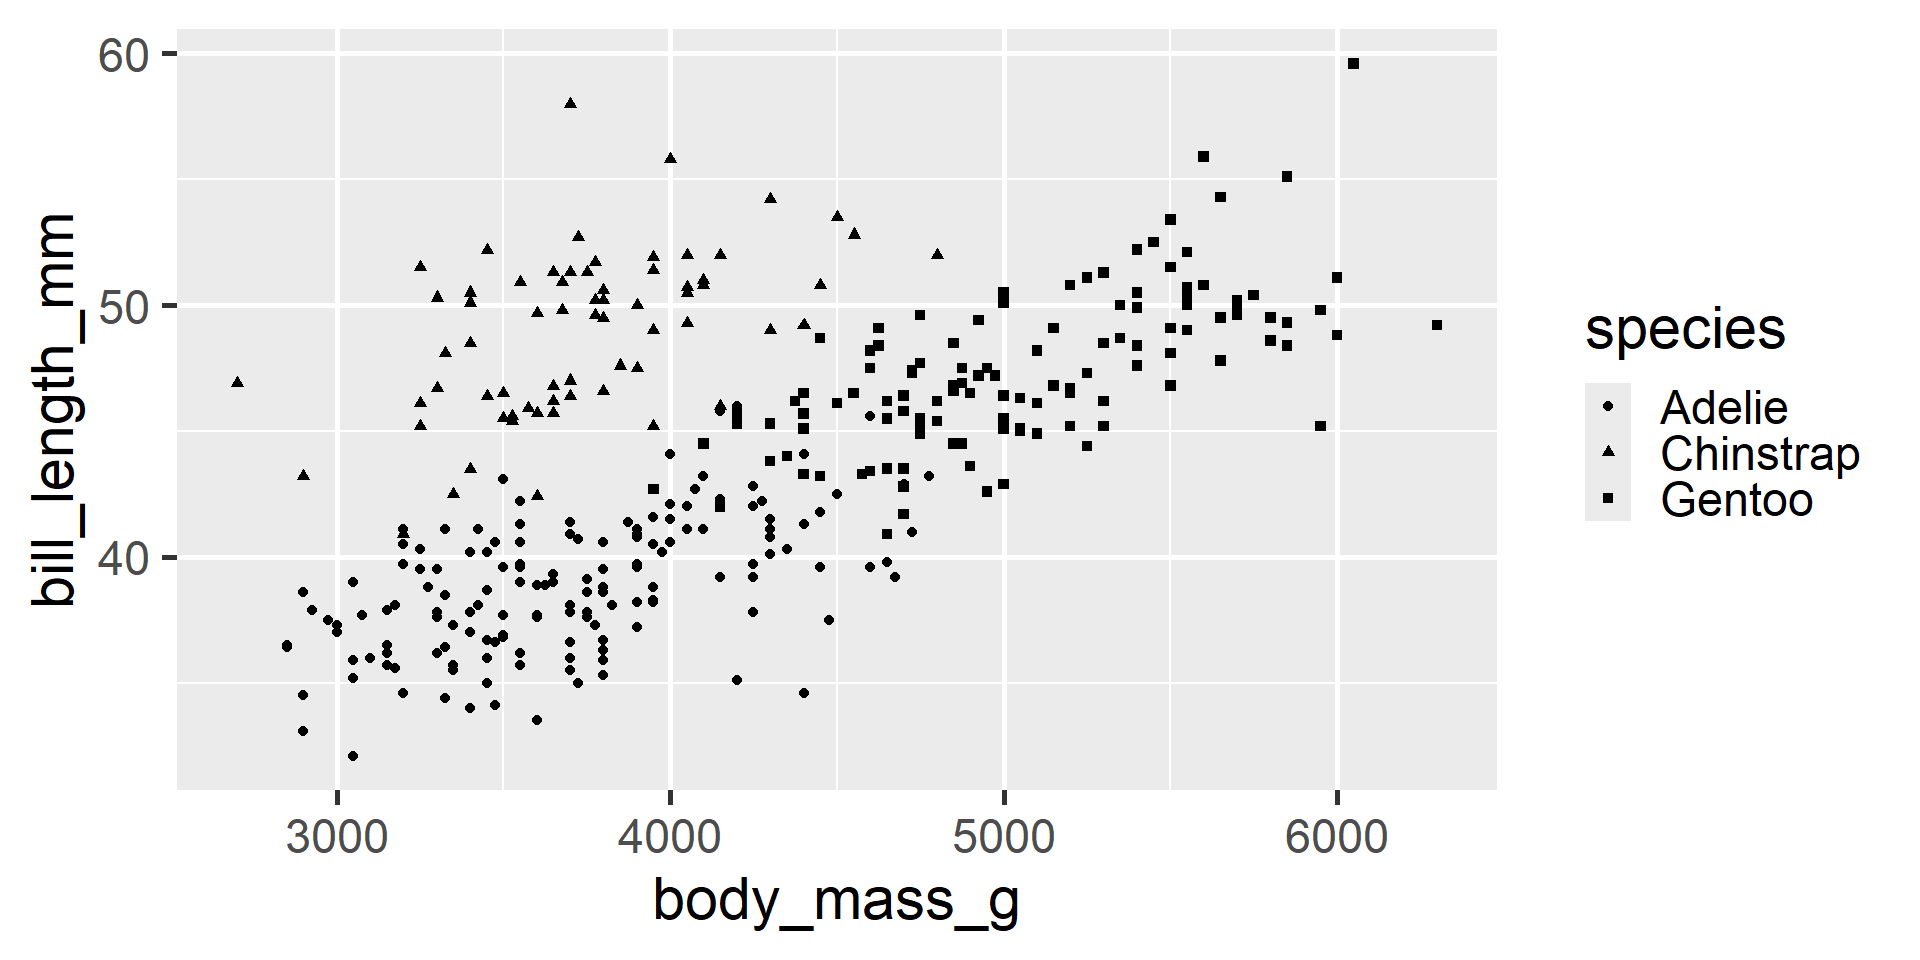 60
50
40
bill_length_mm
3000 4000 5000 6000
body_mass_g
species
Adelie
Chinstrap
Gentoo